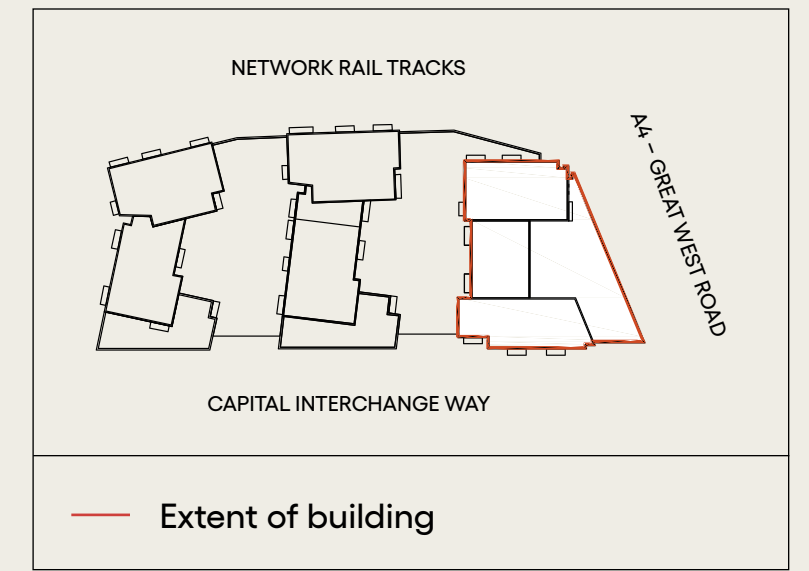 NETWORK RAIL TRACKS
A4 – GREAT WEST ROAD
CAPITAL INTERCHANGE WAY
Extent of building